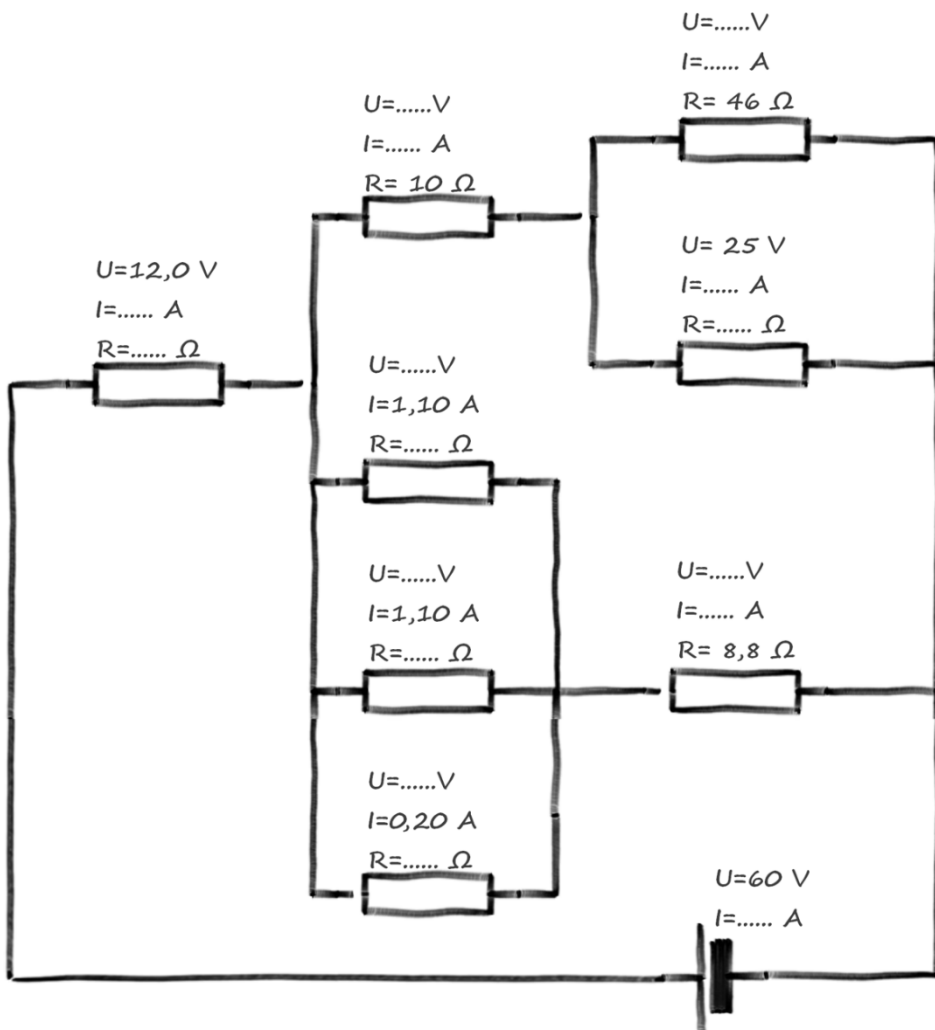 U=......V
I=...... A
R= 46 Ω
U=......V
I=...... A
R= 10 Ω
U= 25 V
I=...... A
R=...... Ω
U=12,0 V
I=...... A
R=...... Ω
U=......V
I=1,10 A
R=...... Ω
U=......V
I=1,10 A
R=...... Ω
U=......V
I=...... A
R= 8,8 Ω
U=......V
I=0,20 A
R=...... Ω
U=60 V
I=...... A